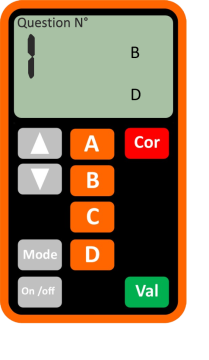 Question N°
1 B
D
A Cor
B
C
Mode D
On /off Val